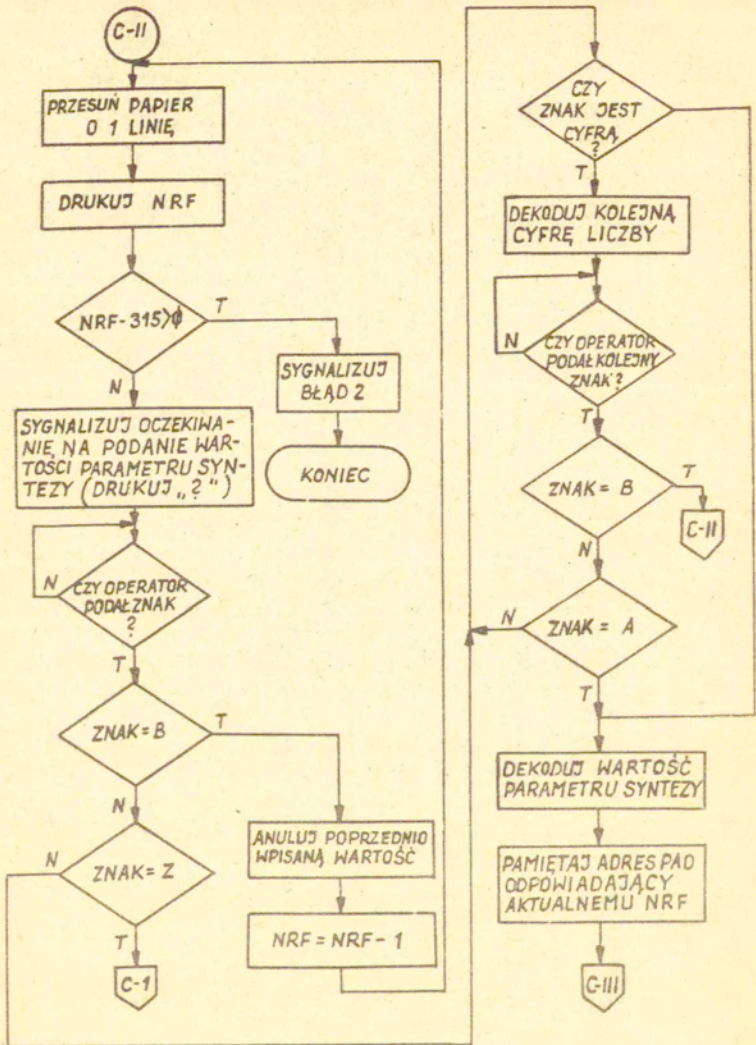 C-II
PRZESUŃ PAPIER
O 1 LINIĘ
DRUKUJ NRF
NRF-315>0
T
N
SYGNALIZUJ
BŁĄD 2
KONIEC
SYGNALIZUJ OCZEKIWA-
NIE NA PODANIE WAR-
TOŚCI PARAMETRU SYN-
TEZY (DRUKUJ „?")
N
CZY OPERATOR
PODAŁ ZNAK
?
T
ZNAK = B
T
N
ANULUJ POPRZEDNIO
WPISANĄ WARTOŚĆ
NRF = NRF - 1
N
ZNAK = Z
T
C-1
CZY
ZNAK JEST
CYFRĄ
?
T
DEKODUJ KOLEJNĄ
CYFRĘ LICZBY
N
CZY OPERATOR
PODAŁ KOLEJNY
ZNAK?
T
ZNAK = B
T
C-II
N
N
ZNAK = A
T
DEKODUJ WARTOŚĆ
PARAMETRU SYNTEZY
PAMIĘTAJ ADRES PAD
ODPOWIADAJĄCY
AKTUALNEMU NRF
C-III